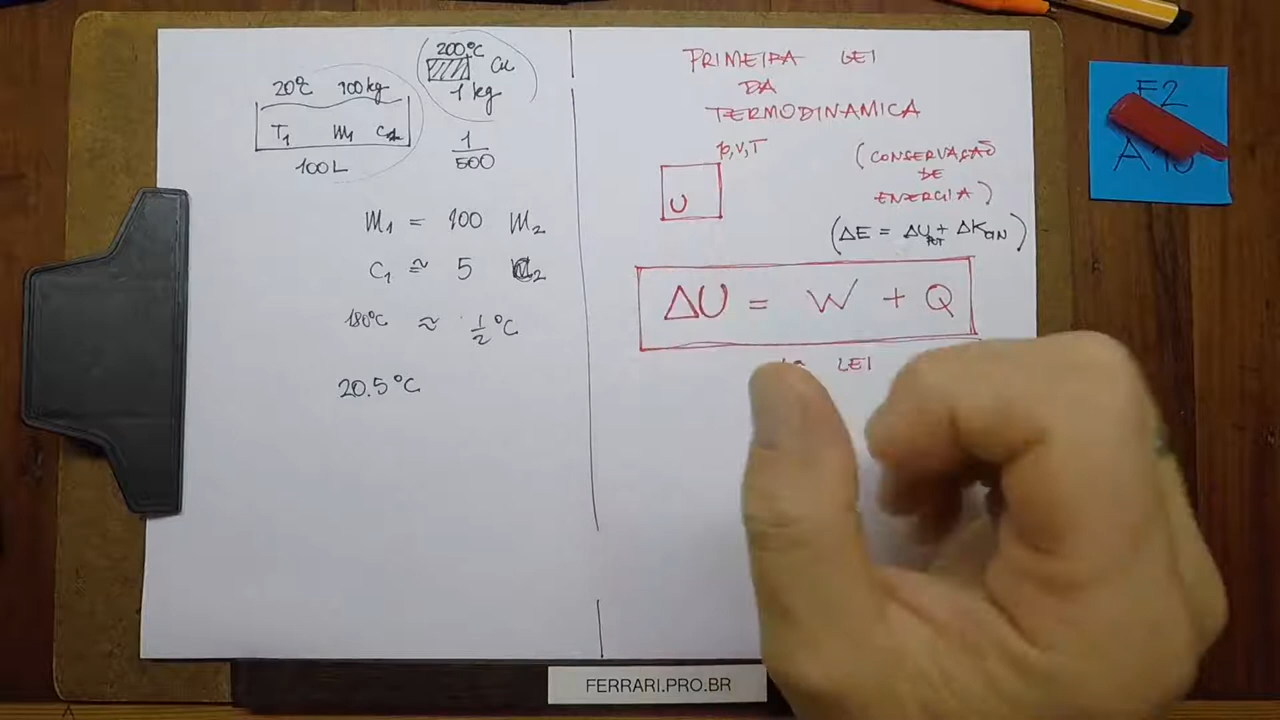 200°C
Cu
1 kg
20°C 100 kg
T₁ m₁ c₁
100 L
1
500
m₁ = 100 m₂
c₁ ≅ 5 c₂
180°C ≈ 1/2 °C
20.5°C
PRIMEIRA LEI
DA
TERMODINAMICA
p,V,T
U
(CONSERVAÇÃO
DE
ENERGIA)
(ΔE = ΔU + ΔK_CIN)
ΔU = W + Q
LEI
F2
FERRARI.PRO.BR